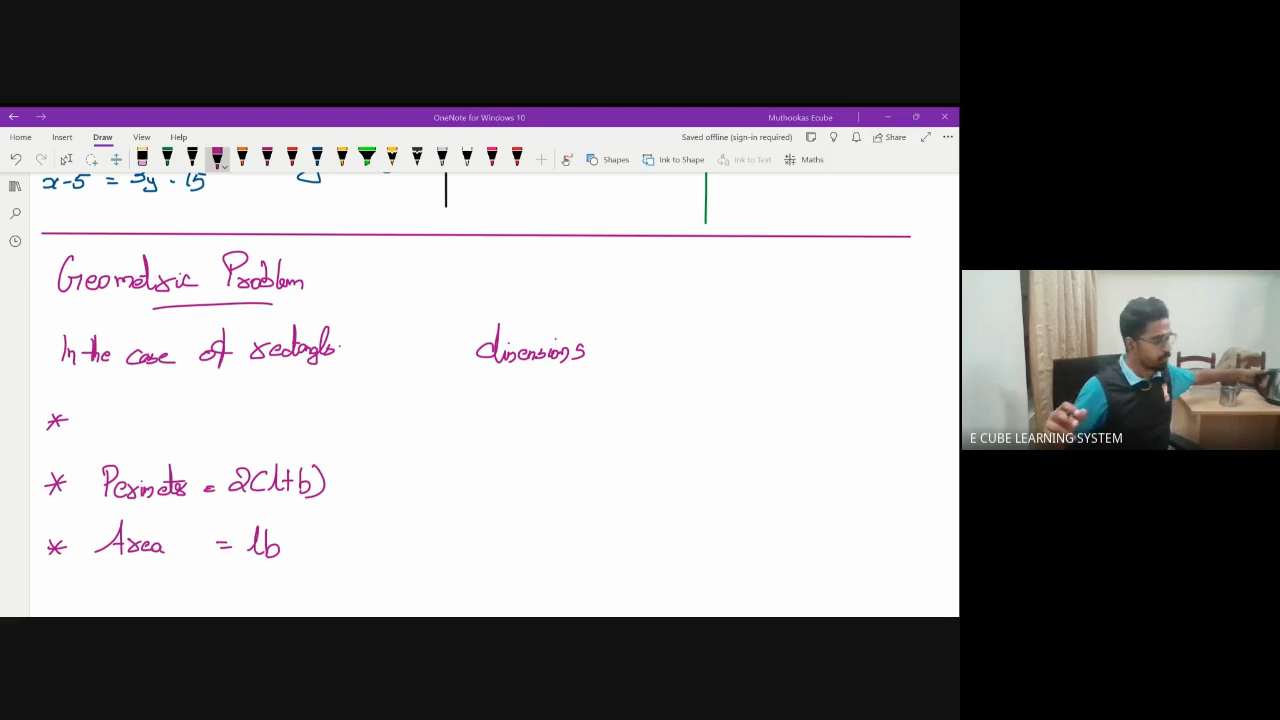 OneNote for Windows 10
Muthookas Ecube
Home Insert Draw View Help
Saved offline (sign-in required)
Share
Shapes
Ink to Shape
Ink to Text
Maths
x-5 = 3y - 15
Geometric Problem
In the case of rectangle.
dimensions
*
* Perimeter = 2(l+b)
* Area = lb
E CUBE LEARNING SYSTEM